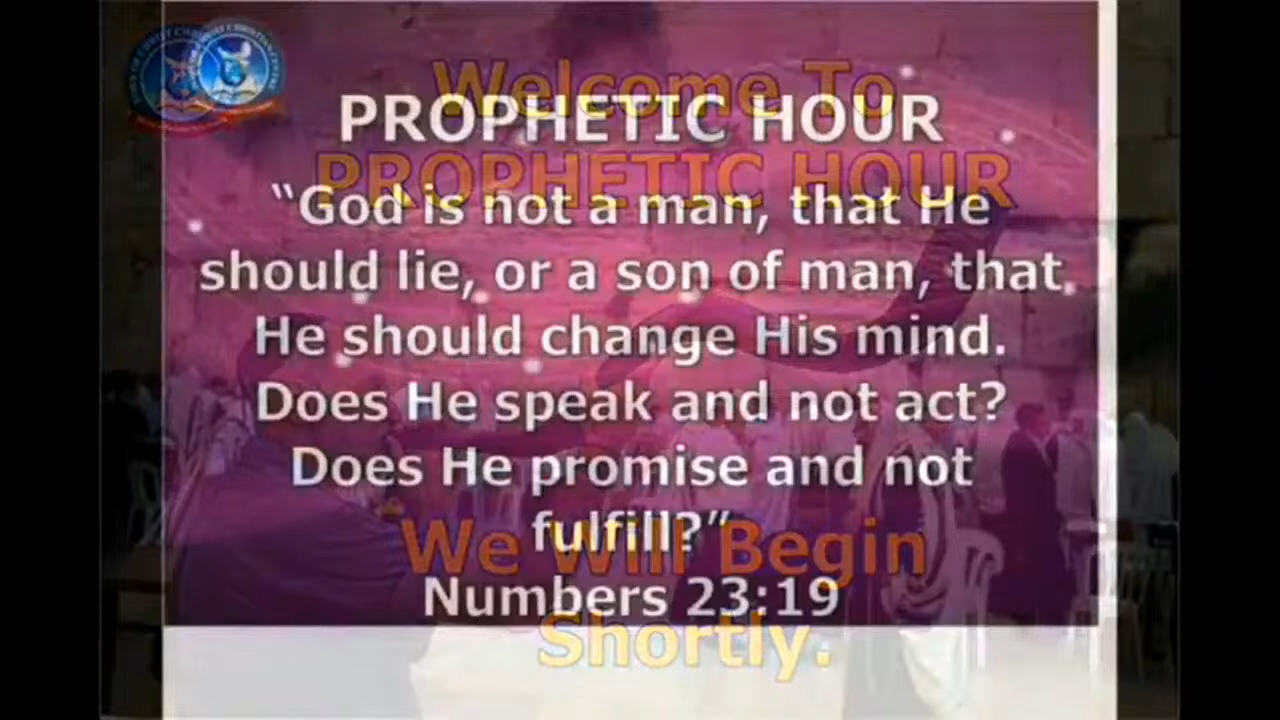 Welcome To
PROPHETIC HOUR
PROPHETIC HOUR
“God is not a man, that He
should lie, or a son of man, that
He should change His mind.
Does He speak and not act?
Does He promise and not
fulfill?”
We Will Begin
Numbers 23:19
Shortly.